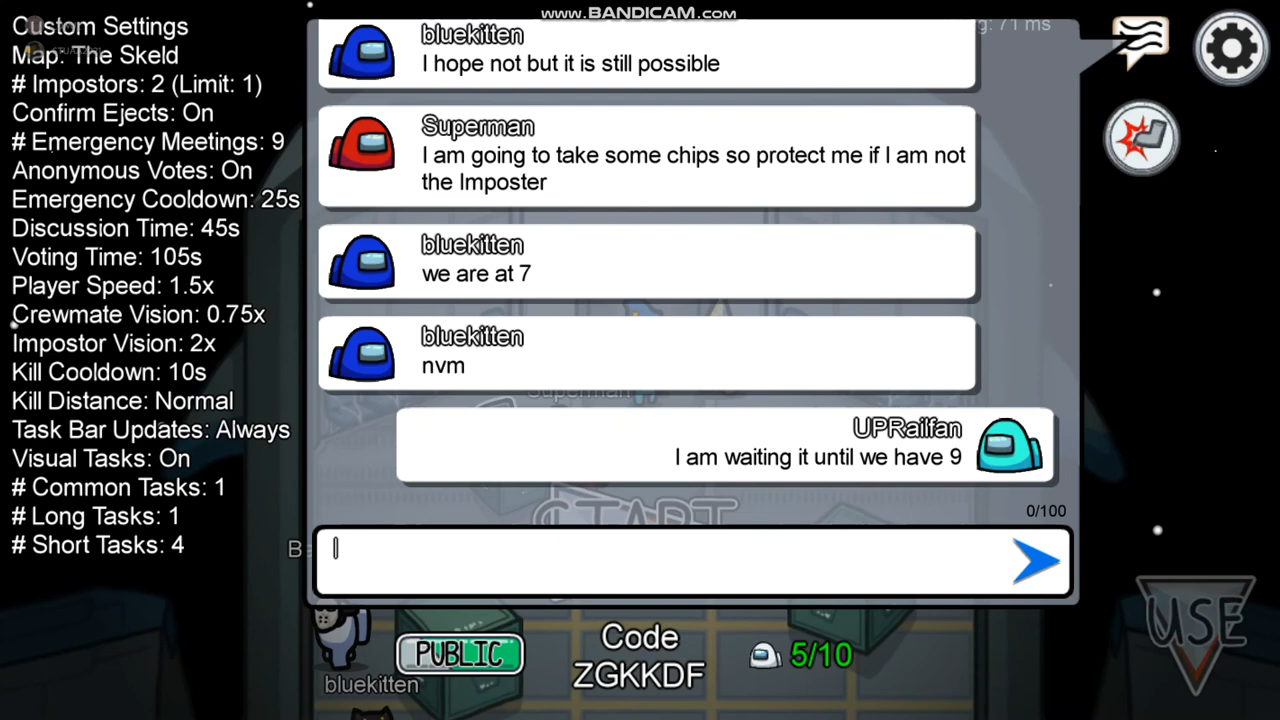 www.BANDICAM.com
Custom Settings
Map: The Skeld
# Impostors: 2 (Limit: 1)
Confirm Ejects: On
# Emergency Meetings: 9
Anonymous Votes: On
Emergency Cooldown: 25s
Discussion Time: 45s
Voting Time: 105s
Player Speed: 1.5x
Crewmate Vision: 0.75x
Impostor Vision: 2x
Kill Cooldown: 10s
Kill Distance: Normal
Task Bar Updates: Always
Visual Tasks: On
# Common Tasks: 1
# Long Tasks: 1
# Short Tasks: 4
g: 71 ms
bluekitten
I hope not but it is still possible
Superman
I am going to take some chips so protect me if I am not
the Imposter
bluekitten
we are at 7
bluekitten
nvm
Superman
UPRailfan
I am waiting it until we have 9
START
0/100
B
PUBLIC
Code
ZGKKDF
5/10
bluekitten
USE